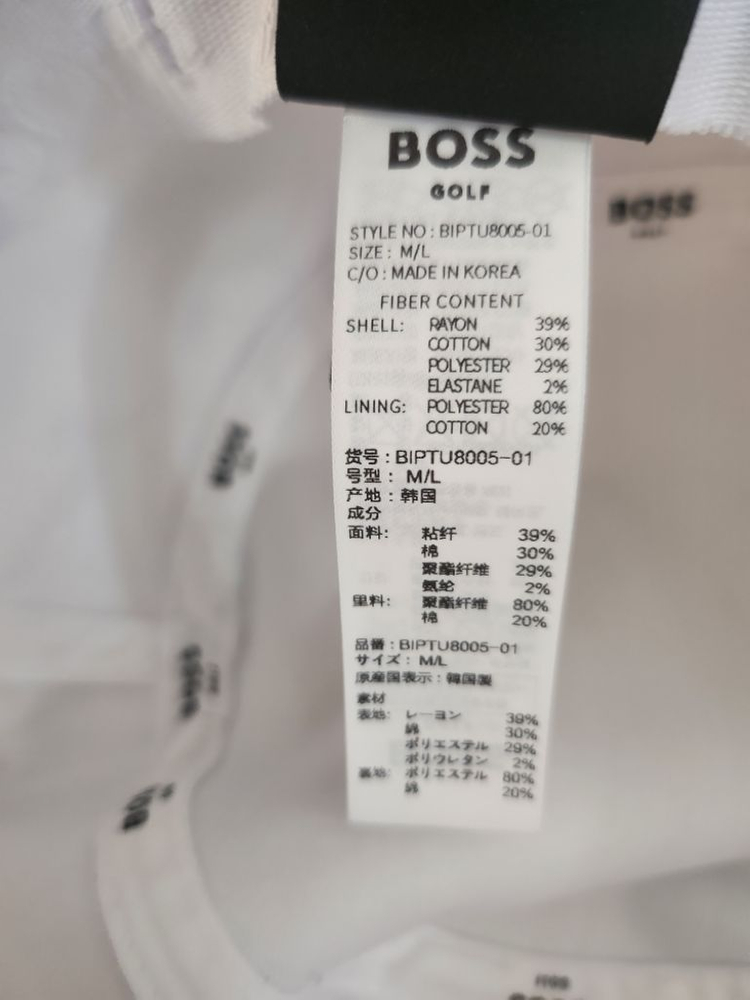 BOSS
GOLF
BOSS
STYLE NO : BIPTU8005-01
SIZE : M/L
C/O : MADE IN KOREA
FIBER CONTENT
SHELL: RAYON 39%
COTTON 30%
POLYESTER 29%
ELASTANE 2%
LINING: POLYESTER 80%
COTTON 20%
货号 : BIPTU8005-01
号型 : M/L
产地 : 韩国
成分
面料: 粘纤 39%
棉 30%
聚酯纤维 29%
氨纶 2%
里料: 聚酯纤维 80%
棉 20%
品番 : BIPTU8005-01
サイズ : M/L
原産国表示 : 韓国製
素材
表地: レーヨン 39%
綿 30%
ポリエステル 29%
ポリウレタン 2%
裏地: ポリエステル 80%
綿 20%